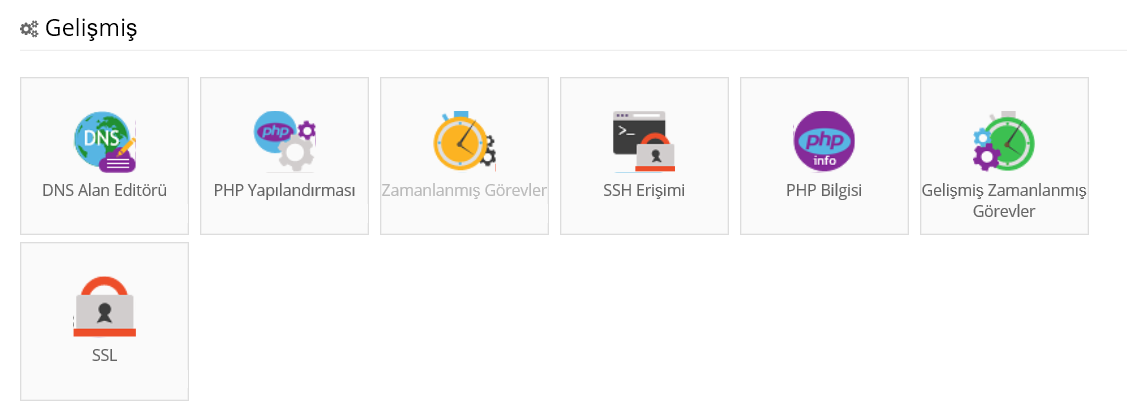 Gelişmiş
DNS
php
>_
php
info
DNS Alan Editörü
PHP Yapılandırması
Zamanlanmış Görevler
SSH Erişimi
PHP Bilgisi
Gelişmiş Zamanlanmış
Görevler
SSL